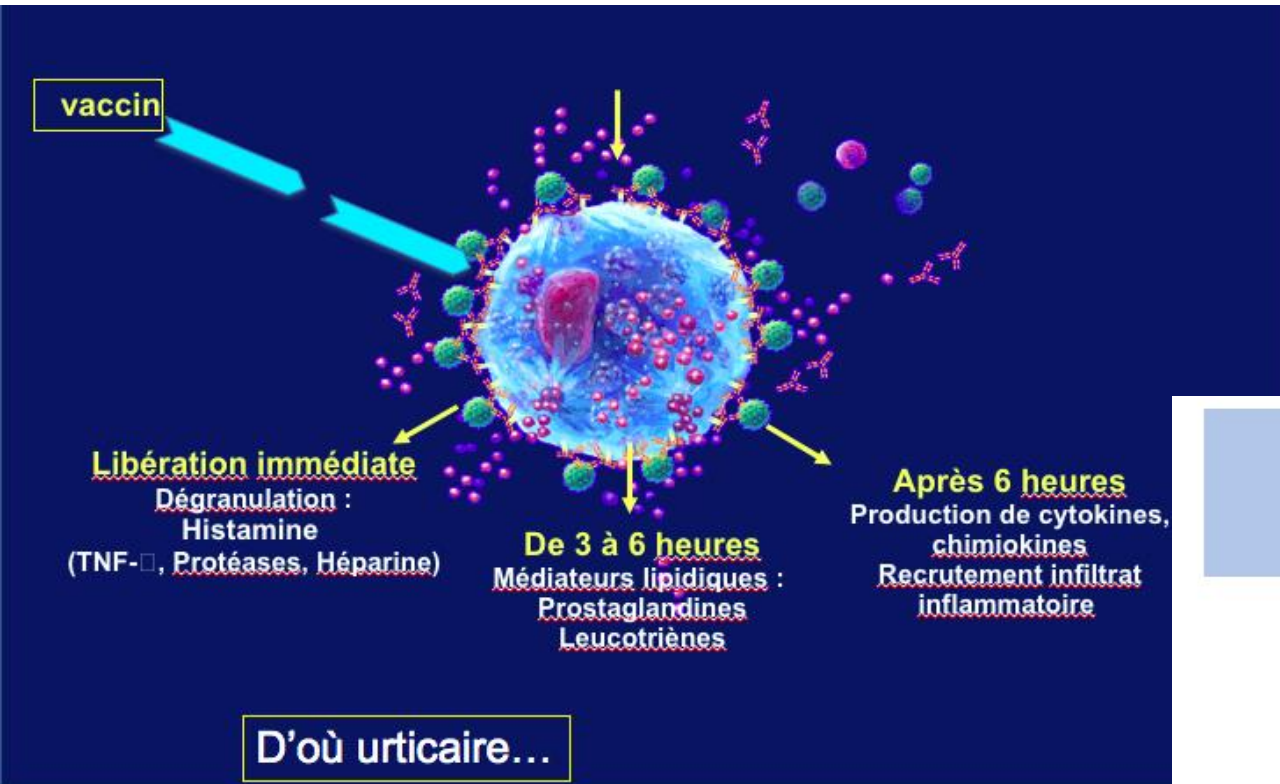 vaccin
Libération immédiate
Dégranulation :
Histamine
(TNF-□, Protéases, Héparine)
De 3 à 6 heures
Médiateurs lipidiques :
Prostaglandines
Leucotriènes
Après 6 heures
Production de cytokines,
chimiokines
Recrutement infiltrat
inflammatoire
D'où urticaire...